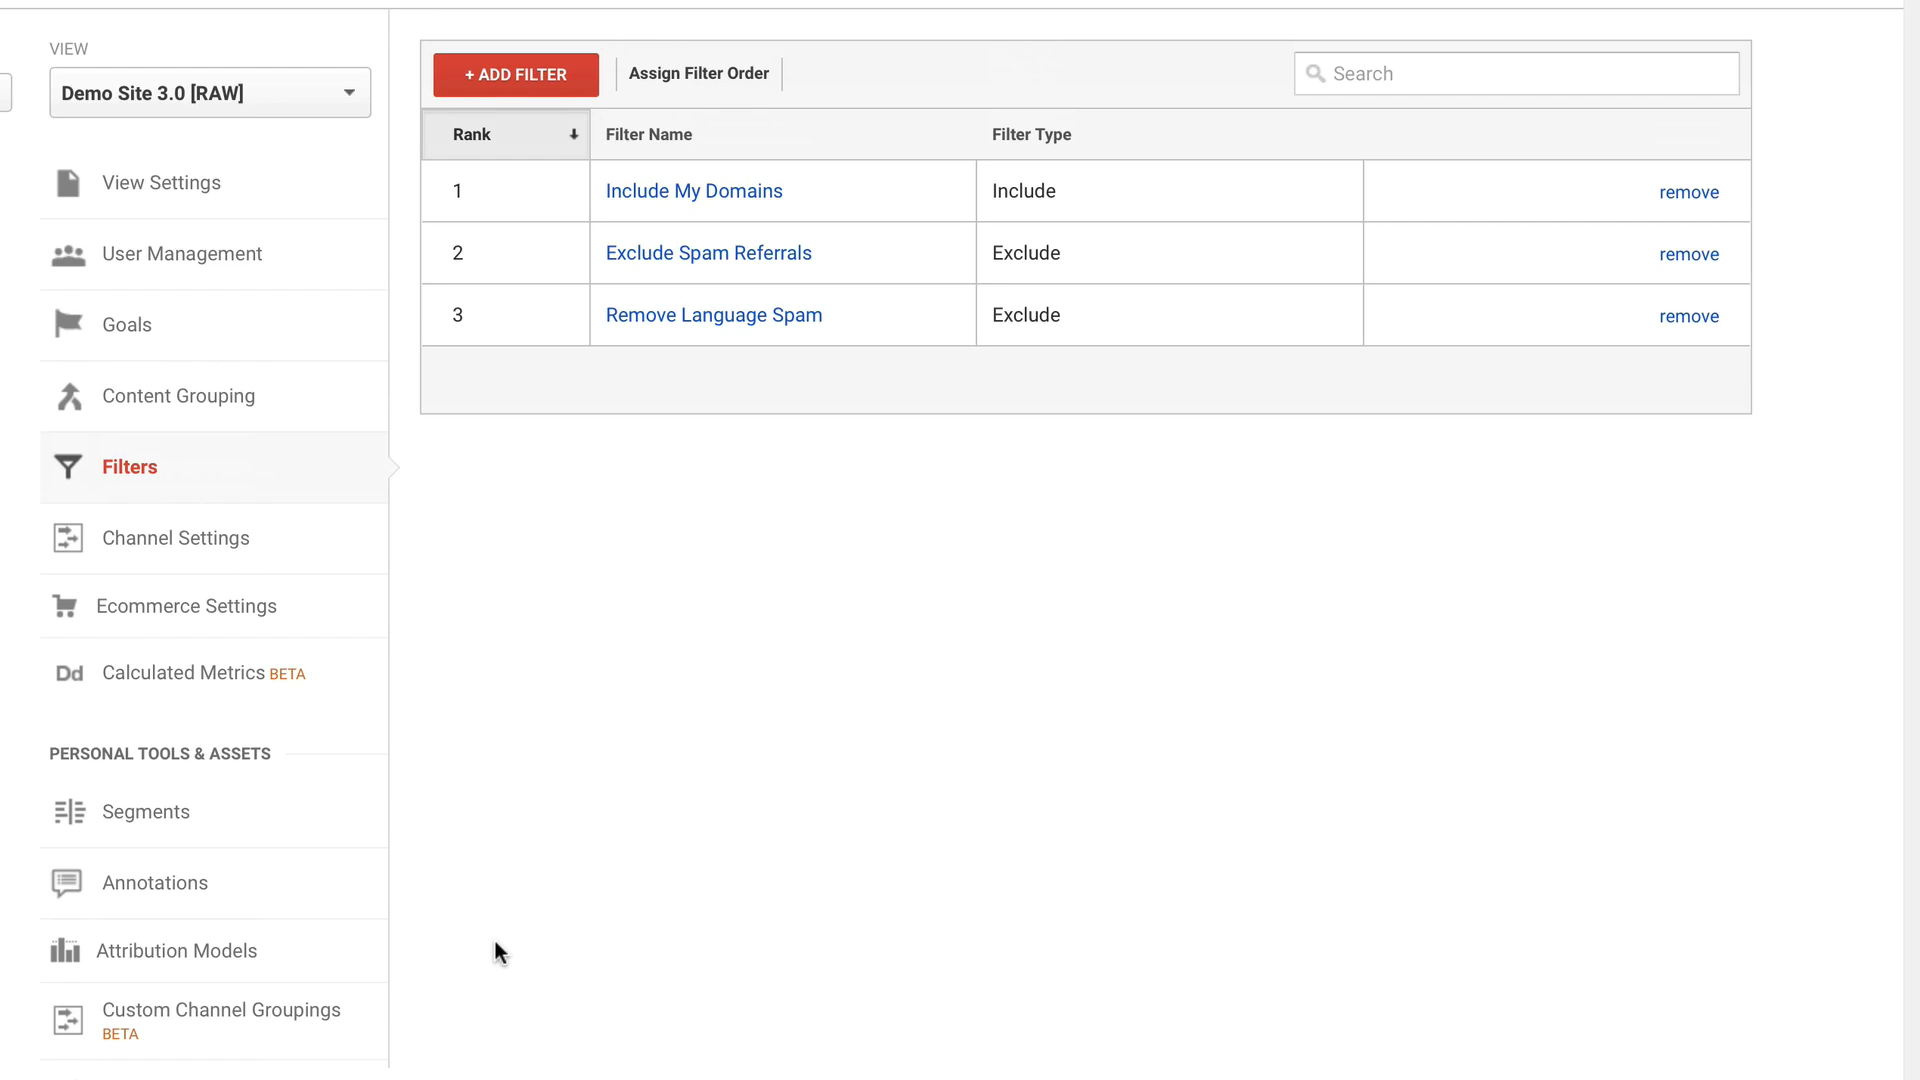 VIEW
Demo Site 3.0 [RAW]
View Settings
User Management
Goals
Content Grouping
Filters
Channel Settings
Ecommerce Settings
Dd Calculated Metrics BETA
PERSONAL TOOLS & ASSETS
Segments
Annotations
Attribution Models
Custom Channel Groupings
BETA
+ ADD FILTER Assign Filter Order Search
Rank Filter Name Filter Type
1 Include My Domains Include remove
2 Exclude Spam Referrals Exclude remove
3 Remove Language Spam Exclude remove